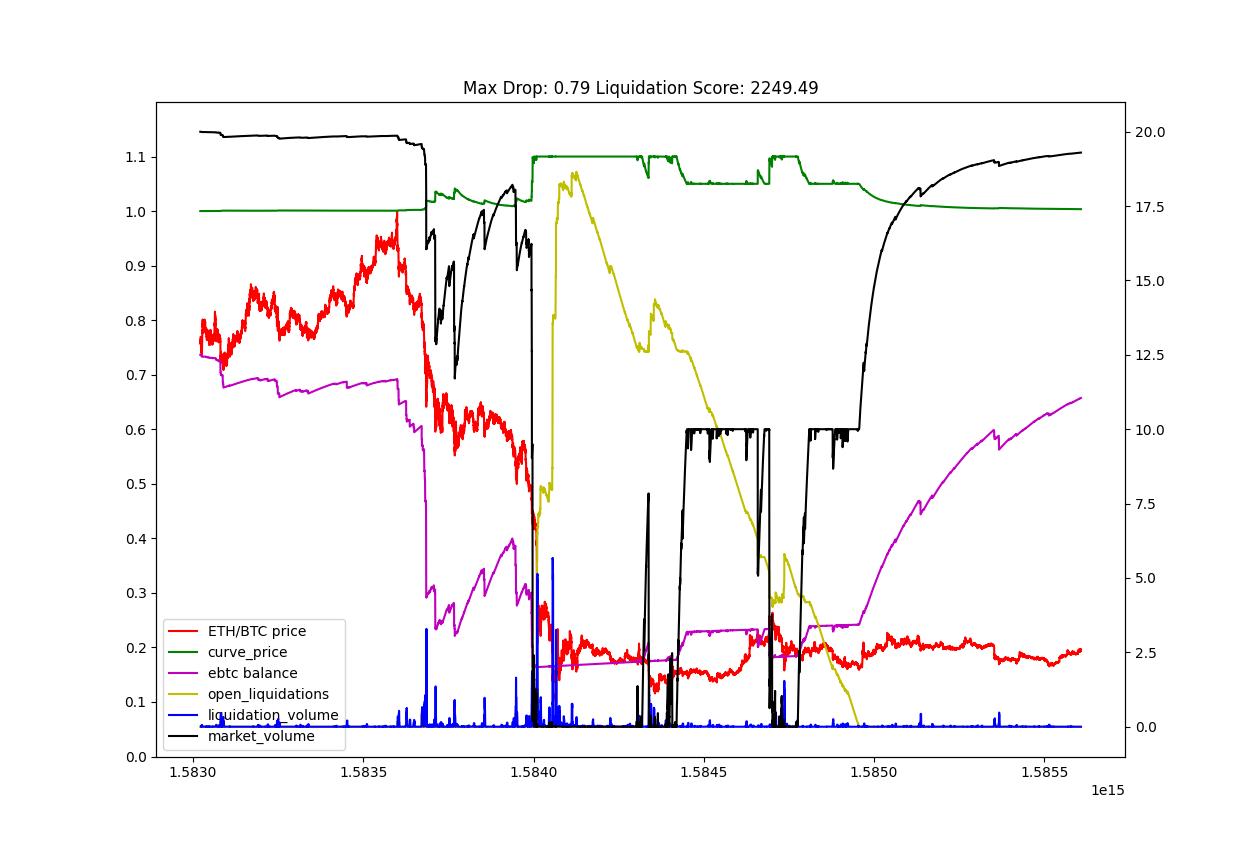 Max Drop: 0.79 Liquidation Score: 2249.49
1.1
1.0
0.9
0.8
0.7
0.6
0.5
0.4
0.3
0.2
0.1
0.0
20.0
17.5
15.0
12.5
10.0
7.5
5.0
2.5
0.0
ETH/BTC price
curve_price
ebtc balance
open_liquidations
liquidation_volume
market_volume
1.5830 1.5835 1.5840 1.5845 1.5850 1.5855
1e15